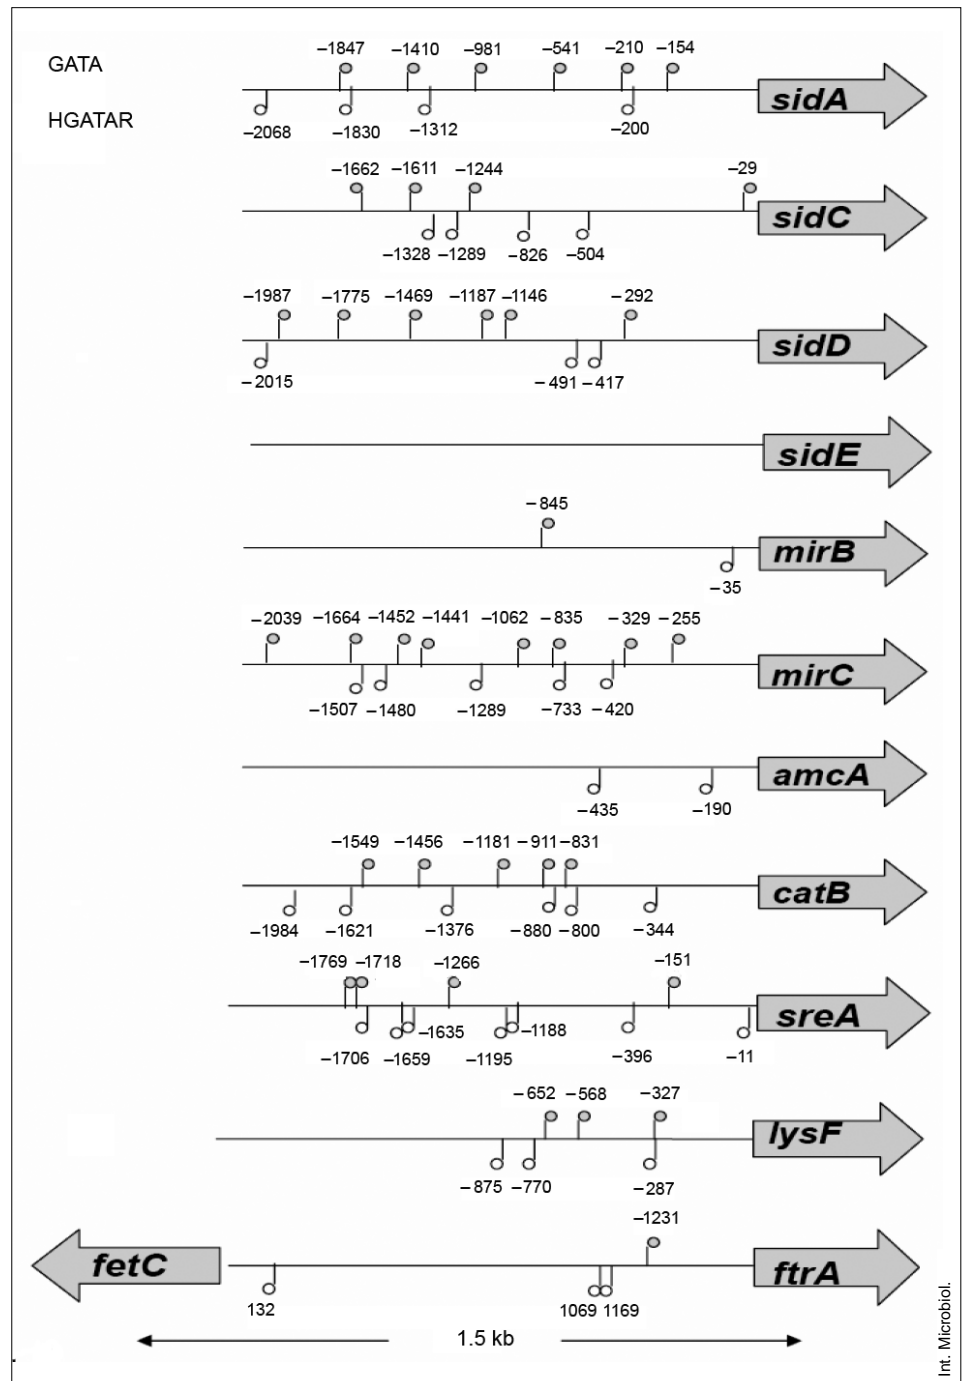 −1847 −1410 −981 −541 −210 −154
GATA
sidA
HGATAR
−2068 −1830 −1312 −200
−1662 −1611 −1244 −29
sidC
−1328 −1289 −826 −504
−1987 −1775 −1469 −1187 −1146 −292
sidD
−2015 −491 −417
sidE
−845
mirB
−35
−2039 −1664 −1452 −1441 −1062 −835 −329 −255
mirC
−1507 −1480 −1289 −733 −420
amcA
−435 −190
−1549 −1456 −1181 −911 −831
catB
−1984 −1621 −1376 −880 −800 −344
−1769 −1718 −1266 −151
sreA
−1706 −1659 −1635 −1195 −1188 −396 −11
−652 −568 −327
lysF
−875 −770 −287
−1231
fetC ftrA
132 1069 1169
1.5 kb
Int. Microbiol.